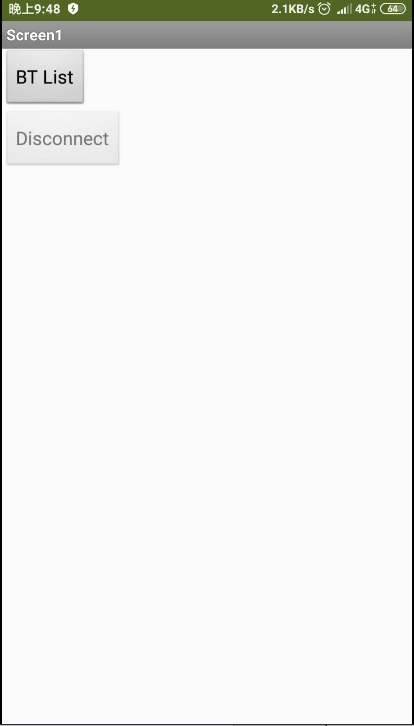 晚上9:48 2.1KB/s 4G 64
Screen1
BT List
Disconnect